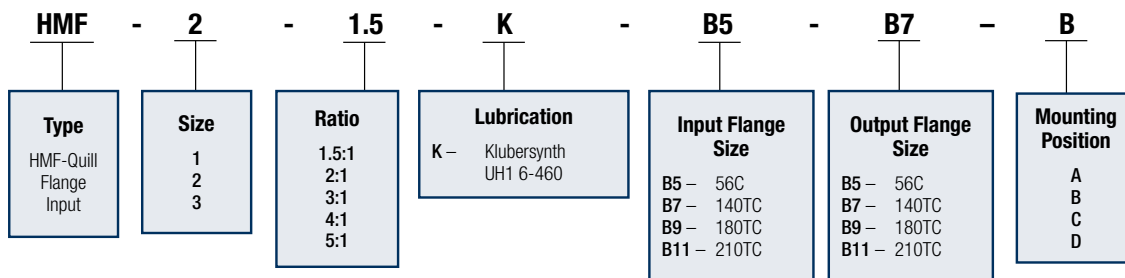 HMF - 2 - 1.5 - K - B5 - B7 – B
Type
HMF-Quill
Flange
Input
Size
1
2
3
Ratio
1.5:1
2:1
3:1
4:1
5:1
Lubrication
K – Klubersynth
UH1 6-460
Input Flange
Size
B5 – 56C
B7 – 140TC
B9 – 180TC
B11 – 210TC
Output Flange
Size
B5 – 56C
B7 – 140TC
B9 – 180TC
B11 – 210TC
Mounting
Position
A
B
C
D